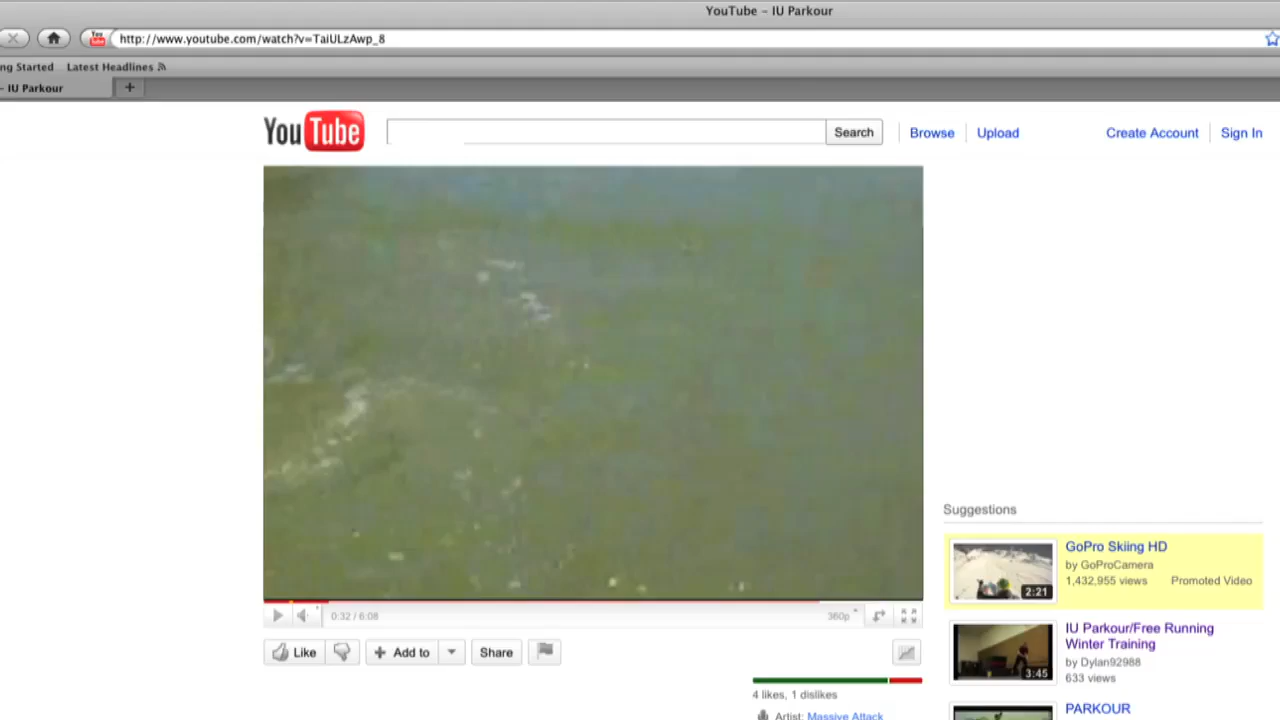 YouTube – IU Parkour
http://www.youtube.com/watch?v=TaiULzAwp_8
ng Started Latest Headlines
– IU Parkour +
YouTube Search Browse Upload Create Account Sign In
0:32 / 6:08 360p
Like Add to Share
4 likes, 1 dislikes
Artist: Massive Attack
Suggestions
GoPro Skiing HD
by GoProCamera
1,432,955 views Promoted Video
2:21
IU Parkour/Free Running
Winter Training
by Dylan92988
633 views
3:45
PARKOUR